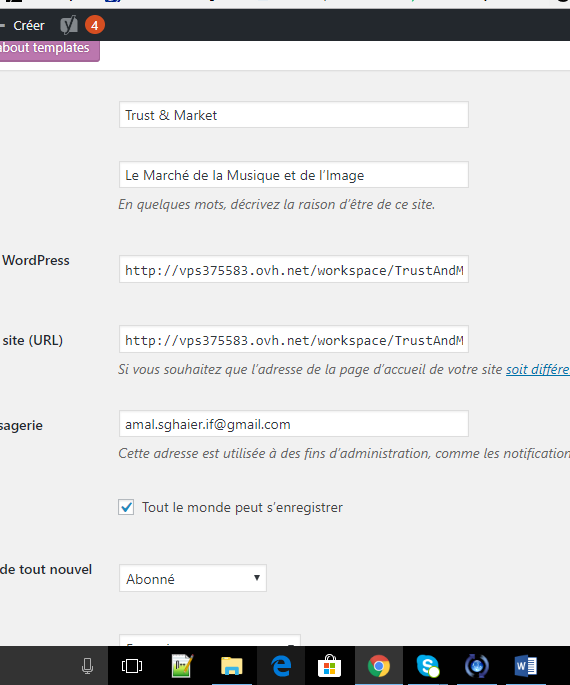 Créer
4
about templates
Trust & Market
Le Marché de la Musique et de l'Image
En quelques mots, décrivez la raison d'être de ce site.
WordPress
http://vps375583.ovh.net/workspace/TrustAndM
site (URL)
http://vps375583.ovh.net/workspace/TrustAndM
Si vous souhaitez que l'adresse de la page d'accueil de votre site soit différe
sagerie
amal.sghaier.if@gmail.com
Cette adresse est utilisée à des fins d'administration, comme les notification
Tout le monde peut s'enregistrer
de tout nouvel
Abonné